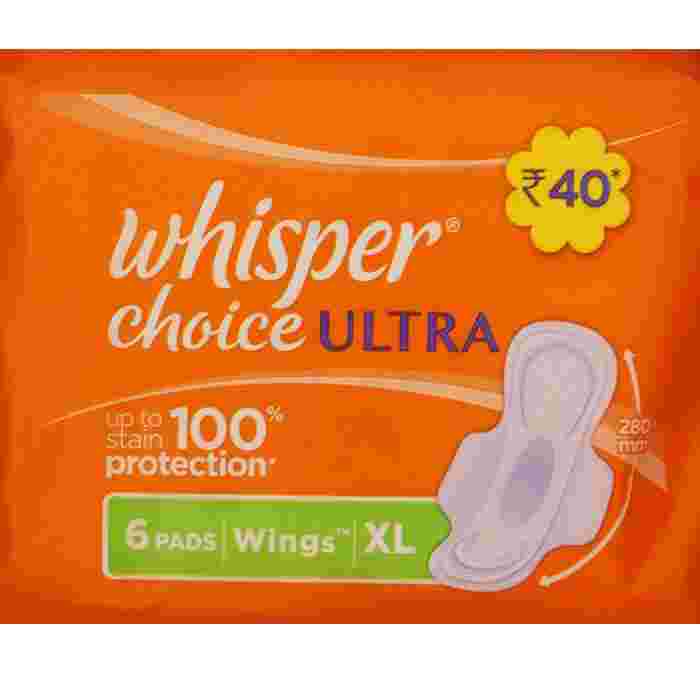 ₹40*
whisper®
choice ULTRA
up to 100%
stain
protection*
280
mm
6 PADS | Wings™ | XL